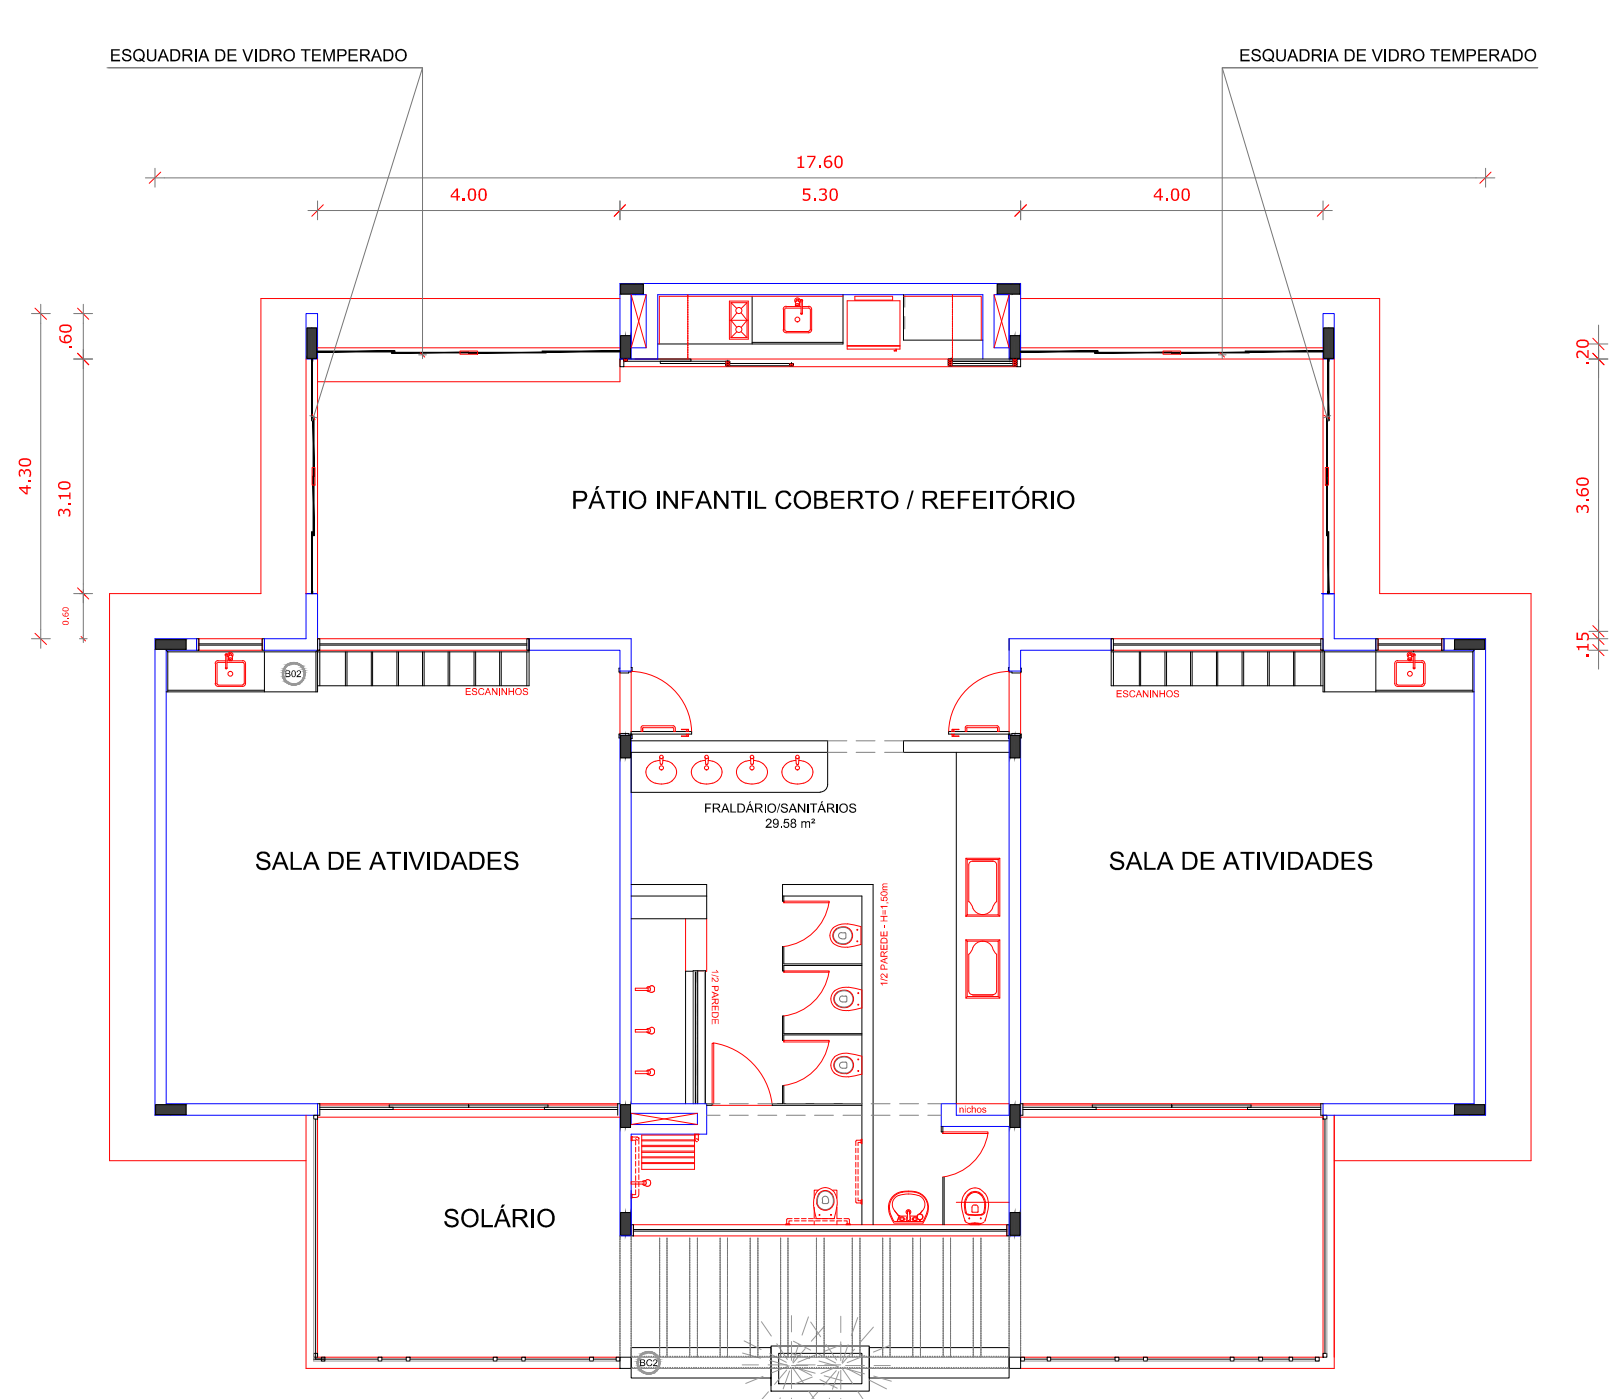 ESQUADRIA DE VIDRO TEMPERADO
ESQUADRIA DE VIDRO TEMPERADO
17.60
4.00
5.30
4.00
.60
4.30
3.10
0.60
.20
3.60
.15
PÁTIO INFANTIL COBERTO / REFEITÓRIO
B02
ESCANINHOS
ESCANINHOS
FRALDÁRIO/SANITÁRIOS
29.58 m²
SALA DE ATIVIDADES
SALA DE ATIVIDADES
1/2 PAREDE - H=1,50m
1/2 PAREDE
nichos
SOLÁRIO
BC2